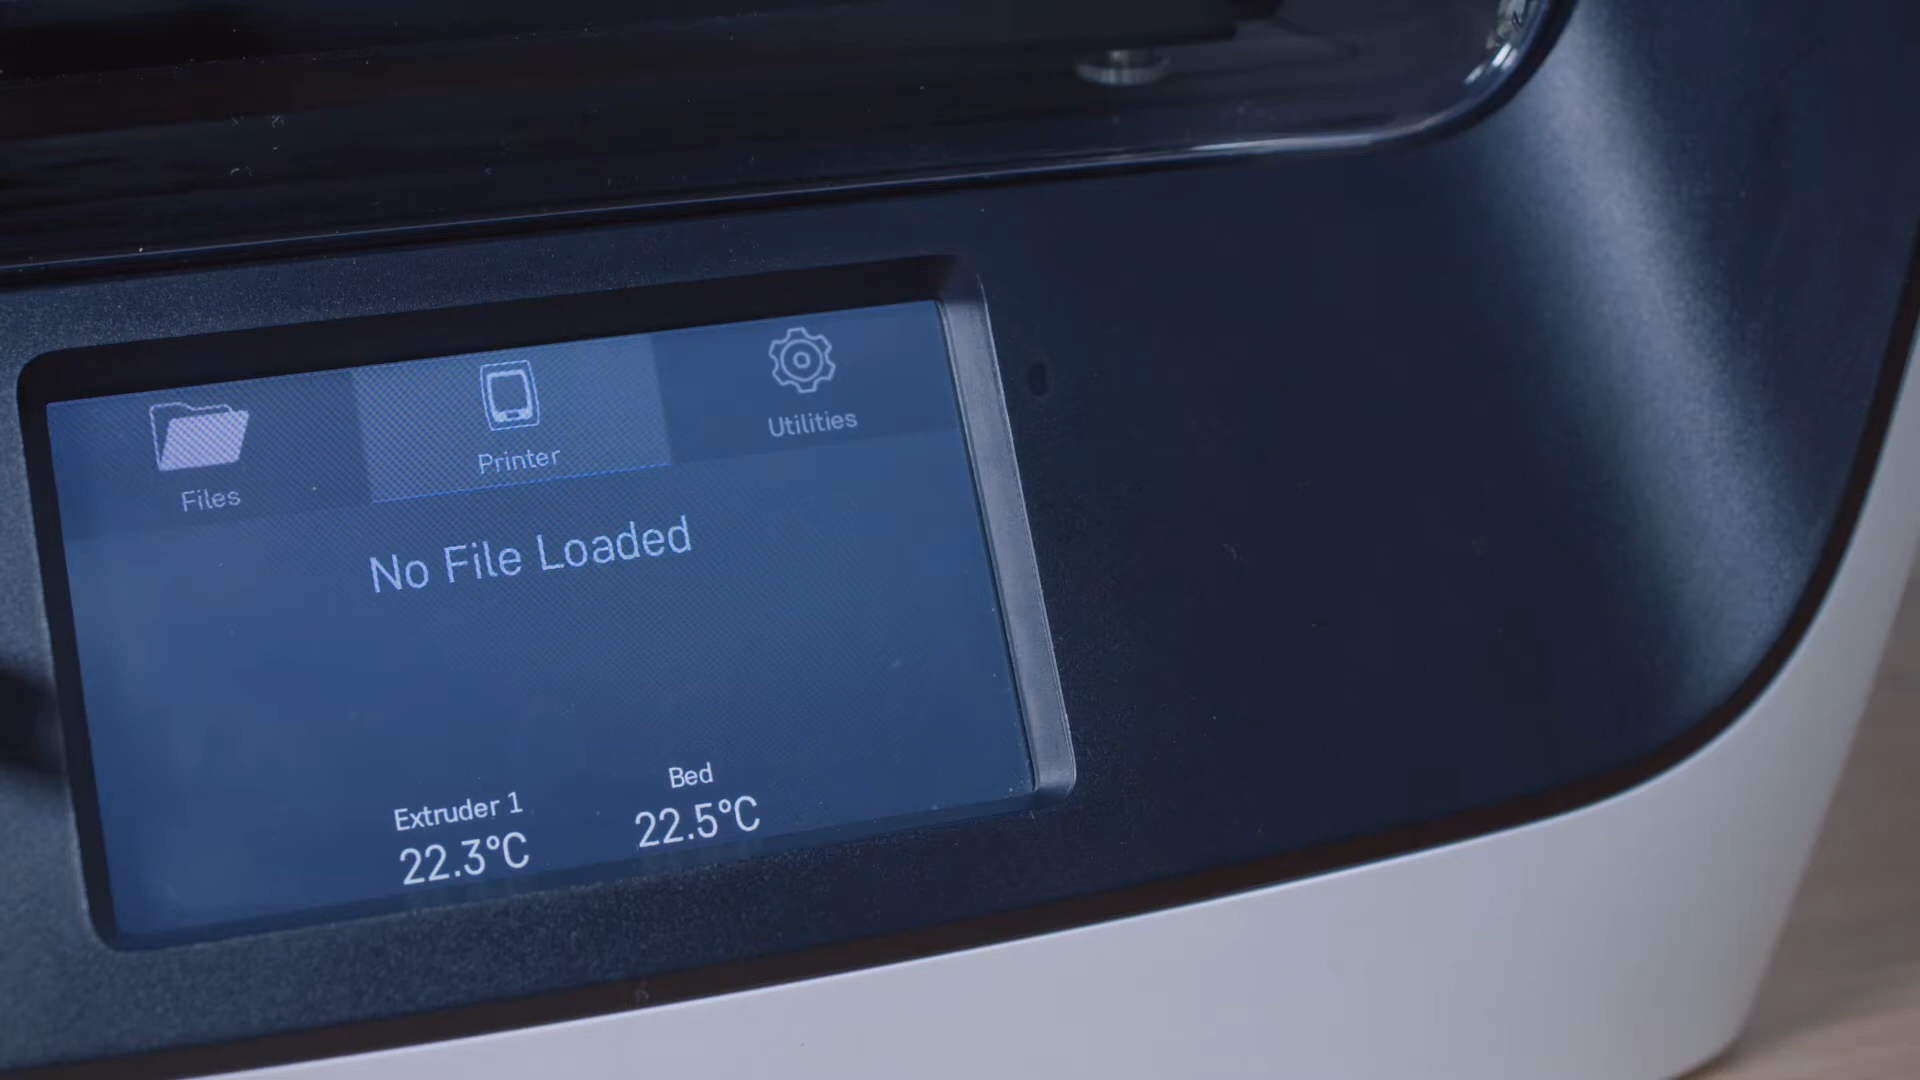 Files
Printer
Utilities
No File Loaded
Extruder 1
22.3°C
Bed
22.5°C